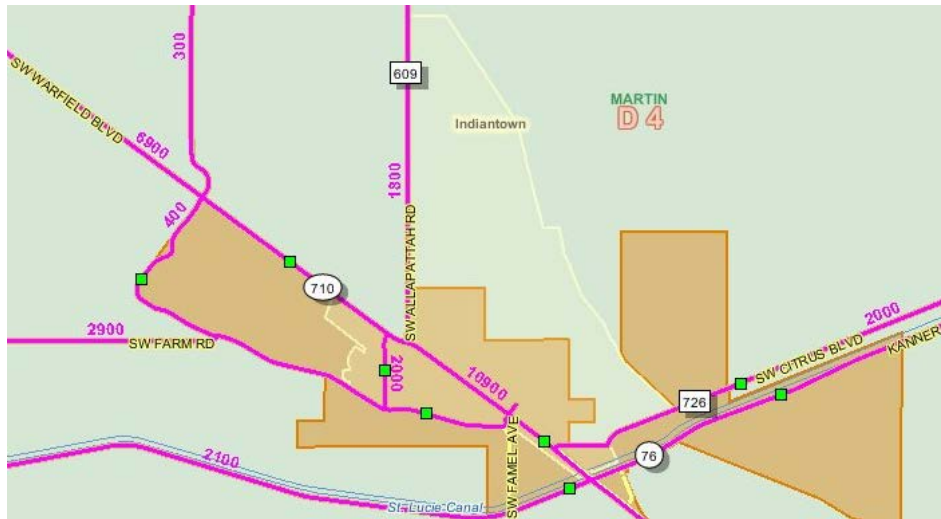 300
609
Indiantown
MARTIN
D 4
SW WARFIELD BLVD
6900
1800
400
SW ALLAPATTAH RD
710
2900
SW FARM RD
2000
10900
2000
SW CITRUS BLVD
KANNER
726
SW FAMEL AVE
76
2100
St. Lucie Canal